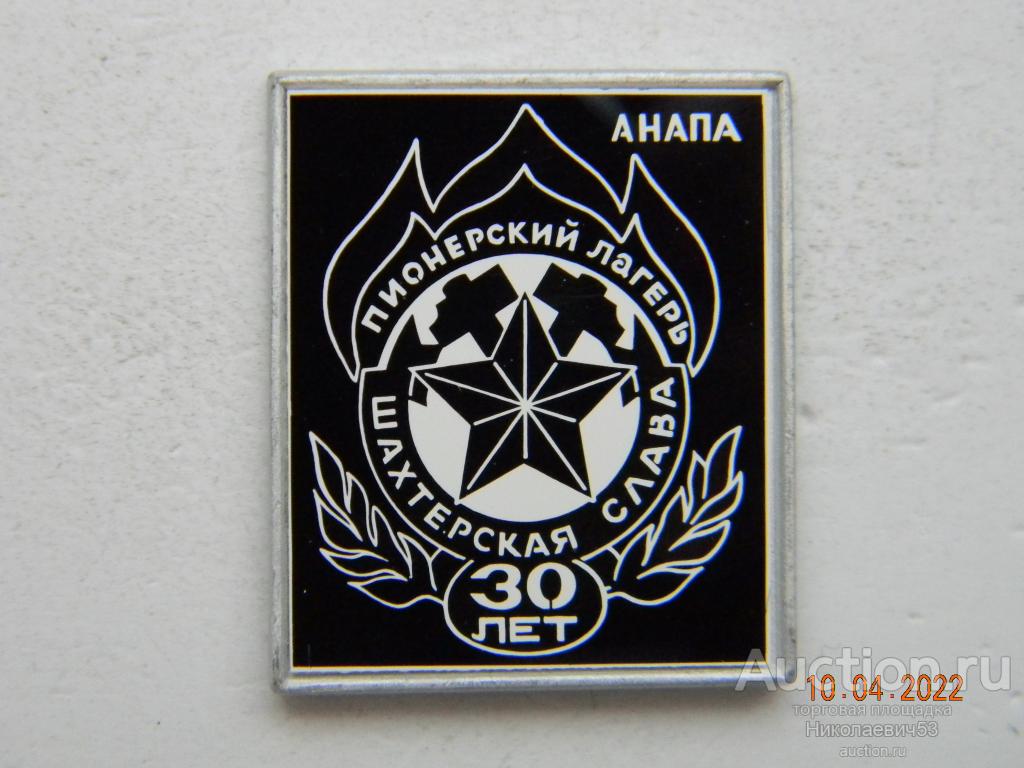 АНАПА
ПИОНЕРСКИЙ ЛаГЕРЬ
ШАХТЕРСКАЯ СЛАВА
30
ЛЕТ
Auction.ru
10.04.2022
торговая площадка
Николаевич53
auction.ru